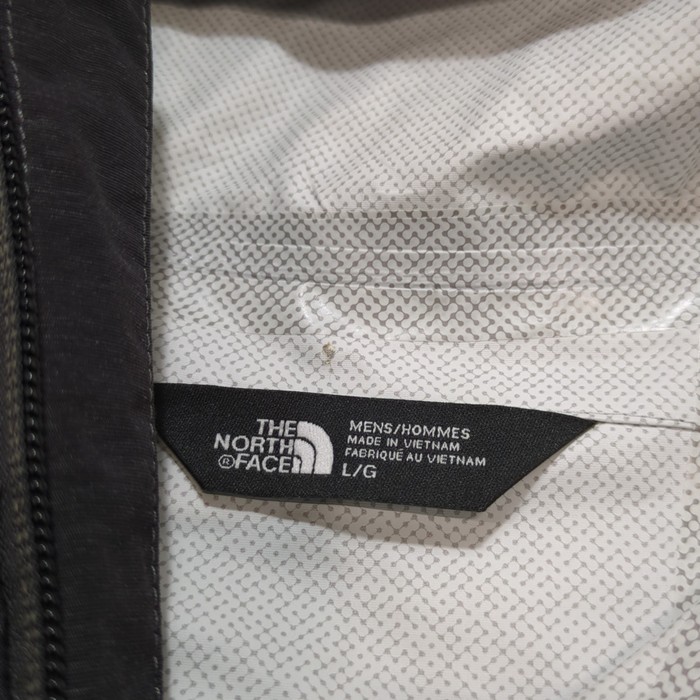 THE
NORTH
®FACE
MENS/HOMMES
MADE IN VIETNAM
FABRIQUÉ AU VIETNAM
L/G